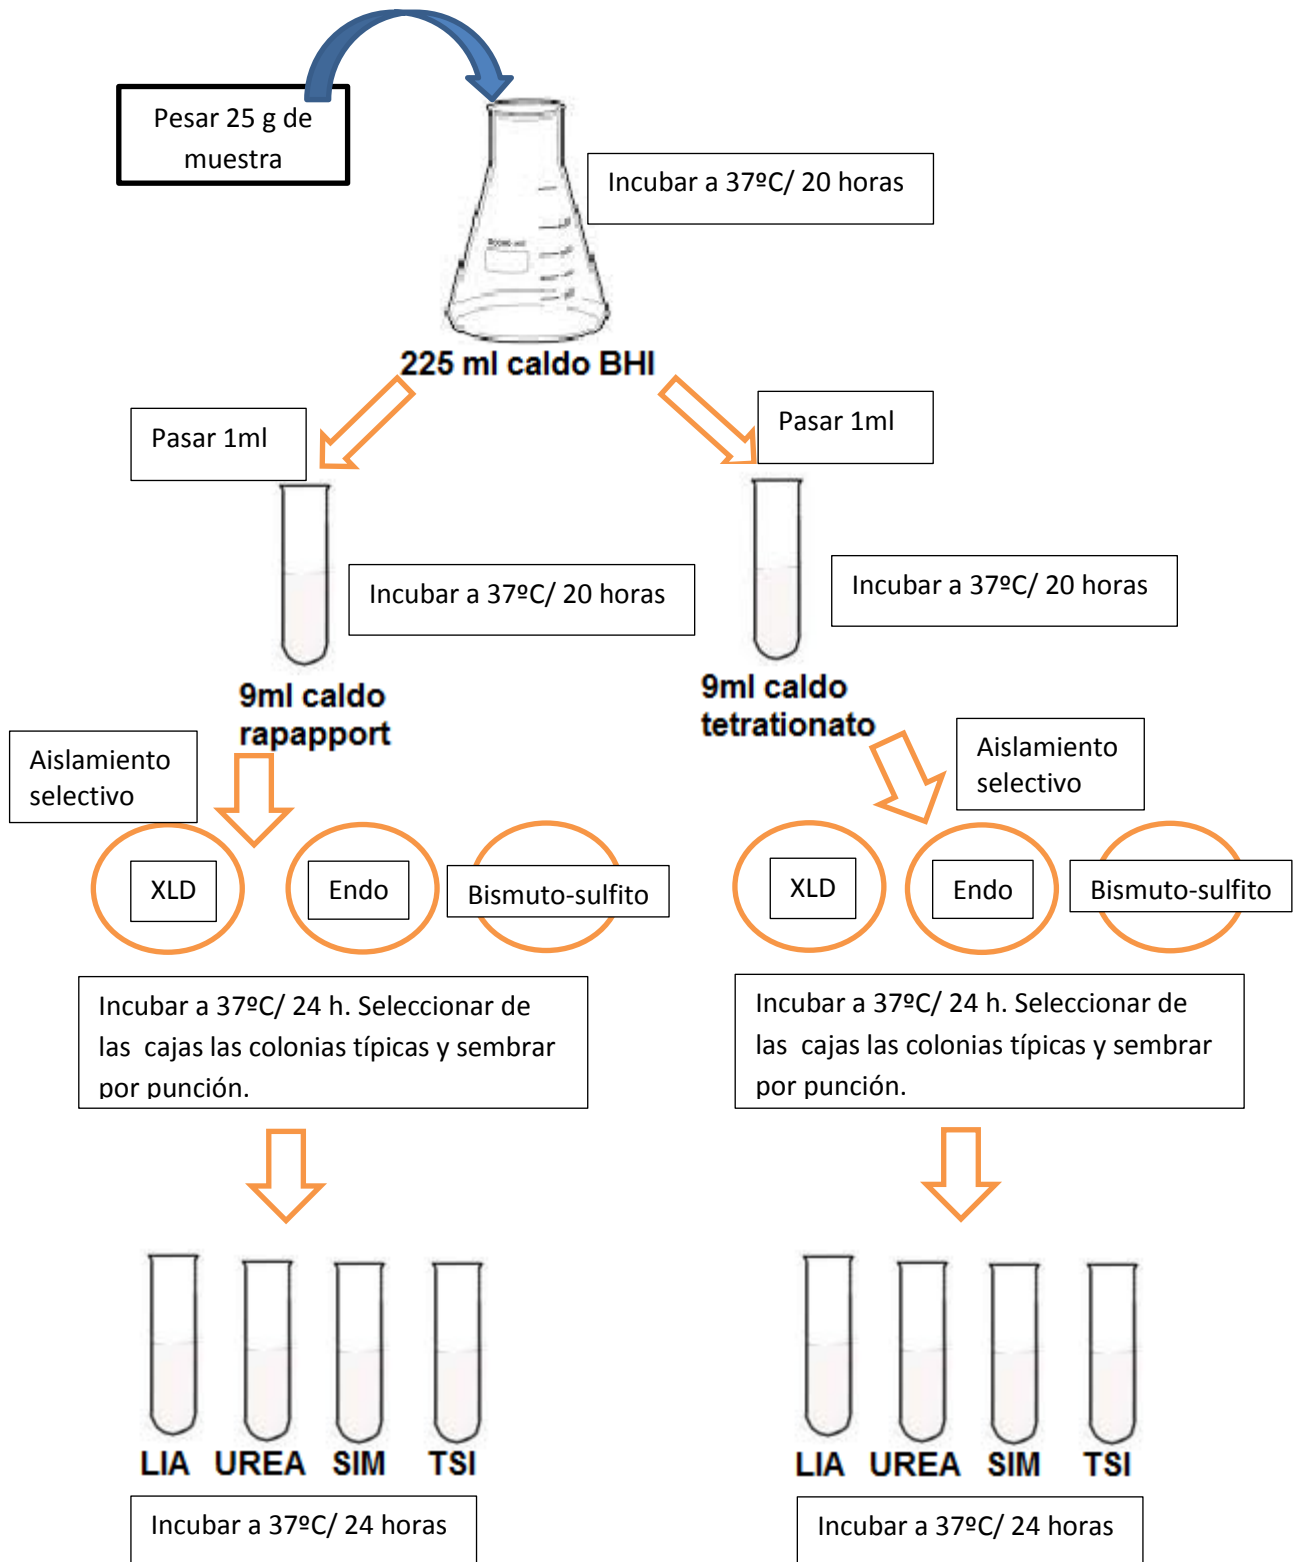 Pesar 25 g de
muestra
Incubar a 37ºC/ 20 horas
225 ml caldo BHI
Pasar 1ml
Pasar 1ml
Incubar a 37ºC/ 20 horas
Incubar a 37ºC/ 20 horas
9ml caldo
rapapport
9ml caldo
tetrationato
Aislamiento
selectivo
Aislamiento
selectivo
XLD
Endo
Bismuto-sulfito
XLD
Endo
Bismuto-sulfito
Incubar a 37ºC/ 24 h. Seleccionar de
las cajas las colonias típicas y sembrar
por punción.
Incubar a 37ºC/ 24 h. Seleccionar de
las cajas las colonias típicas y sembrar
por punción.
LIA UREA SIM TSI
LIA UREA SIM TSI
Incubar a 37ºC/ 24 horas
Incubar a 37ºC/ 24 horas